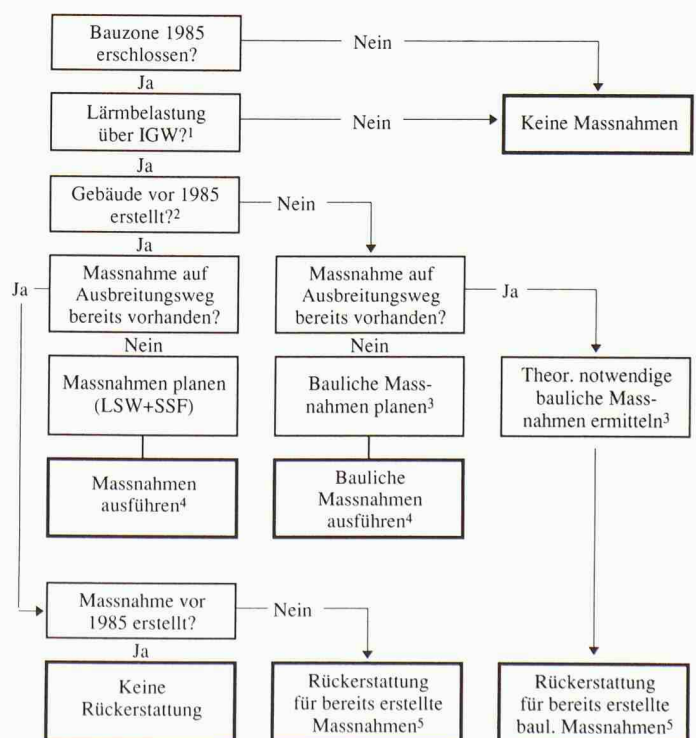 Bauzone 1985
erschlossen?
Nein
Ja
Lärmbelastung
über IGW?¹
Nein
Keine Massnahmen
Ja
Gebäude vor 1985
erstellt?²
Nein
Ja
Ja
Massnahme auf
Ausbreitungsweg
bereits vorhanden?
Massnahme auf
Ausbreitungsweg
bereits vorhanden?
Ja
Nein
Nein
Massnahmen planen
(LSW+SSF)
Bauliche Mass-
nahmen planen³
Theor. notwendige
bauliche Mass-
nahmen ermitteln³
Massnahmen
ausführen⁴
Bauliche
Massnahmen
ausführen⁴
Massnahme vor
1985 erstellt?
Nein
Ja
Keine
Rückerstattung
Rückerstattung
für bereits erstellte
Massnahmen⁵
Rückerstattung
für bereits erstellte
baul. Massnahmen⁵